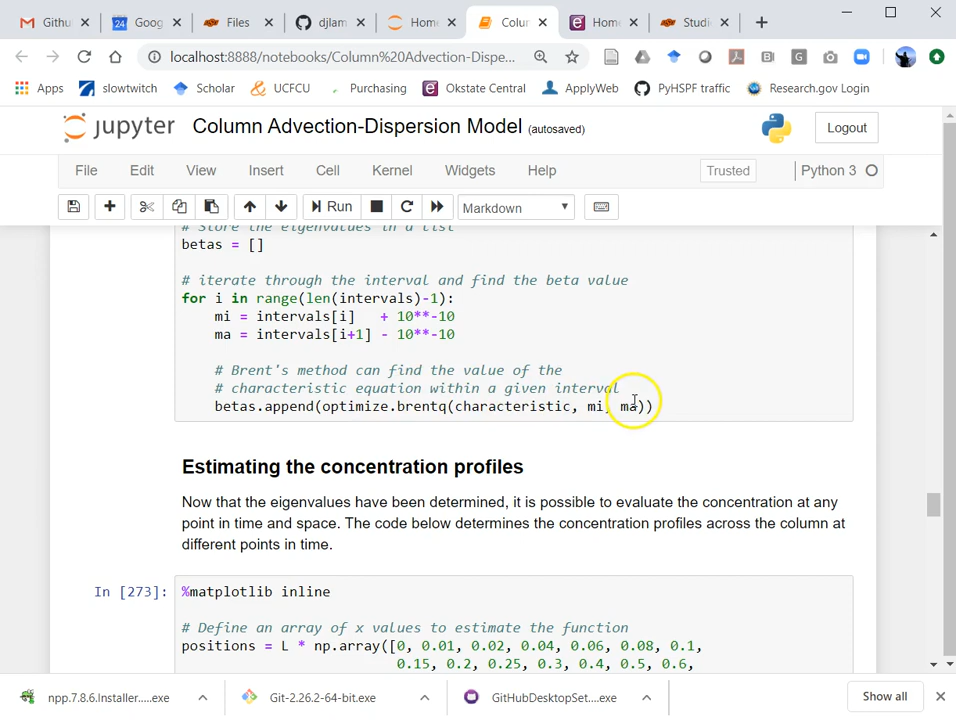 Github
Goog
Files
djlam
Home
Colun
Home
Studi
localhost:8888/notebooks/Column%20Advection-Dispe...
Apps
slowtwitch
Scholar
UCFCU
Purchasing
Okstate Central
ApplyWeb
PyHSPF traffic
Research.gov Login
jupyter
Column Advection-Dispersion Model (autosaved)
Logout
File
Edit
View
Insert
Cell
Kernel
Widgets
Help
Trusted
Python 3
Run
Markdown
# Store the eigenvalues in a list
betas = []
# iterate through the interval and find the beta value
for i in range(len(intervals)-1):
mi = intervals[i]   + 10**-10
ma = intervals[i+1] - 10**-10
# Brent's method can find the value of the
# characteristic equation within a given interval
betas.append(optimize.brentq(characteristic, mi, ma))
Estimating the concentration profiles
Now that the eigenvalues have been determined, it is possible to evaluate the concentration at any
point in time and space. The code below determines the concentration profiles across the column at
different points in time.
In [273]:
%matplotlib inline
# Define an array of x values to estimate the function
positions = L * np.array([0, 0.01, 0.02, 0.04, 0.06, 0.08, 0.1,
0.15, 0.2, 0.25, 0.3, 0.4, 0.5, 0.6,
npp.7.8.6.Installer.....exe
Git-2.26.2-64-bit.exe
GitHubDesktopSet....exe
Show all